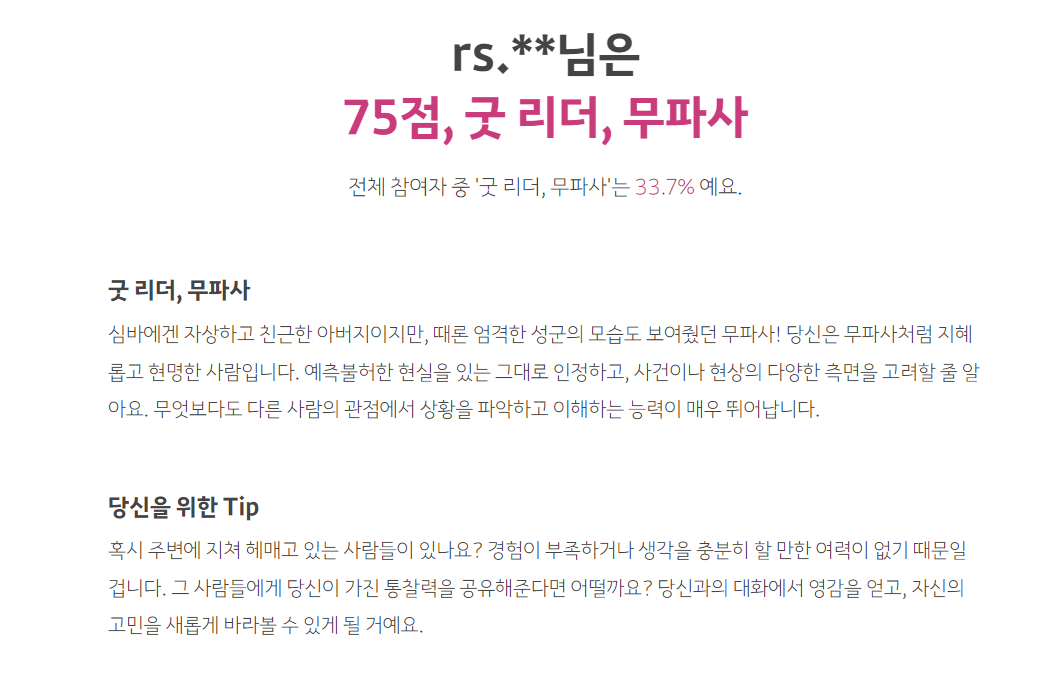 rs.**님은
75점, 굿 리더, 무파사
전체 참여자 중 '굿 리더, 무파사'는 33.7% 예요.
굿 리더, 무파사
심바에겐 자상하고 친근한 아버지이지만, 때론 엄격한 성군의 모습도 보여줬던 무파사! 당신은 무파사처럼 지혜
롭고 현명한 사람입니다. 예측불허한 현실을 있는 그대로 인정하고, 사건이나 현상의 다양한 측면을 고려할 줄 알
아요. 무엇보다도 다른 사람의 관점에서 상황을 파악하고 이해하는 능력이 매우 뛰어납니다.
당신을 위한 Tip
혹시 주변에 지쳐 헤매고 있는 사람들이 있나요? 경험이 부족하거나 생각을 충분히 할 만한 여력이 없기 때문일
겁니다. 그 사람들에게 당신이 가진 통찰력을 공유해준다면 어떨까요? 당신과의 대화에서 영감을 얻고, 자신의
고민을 새롭게 바라볼 수 있게 될 거예요.